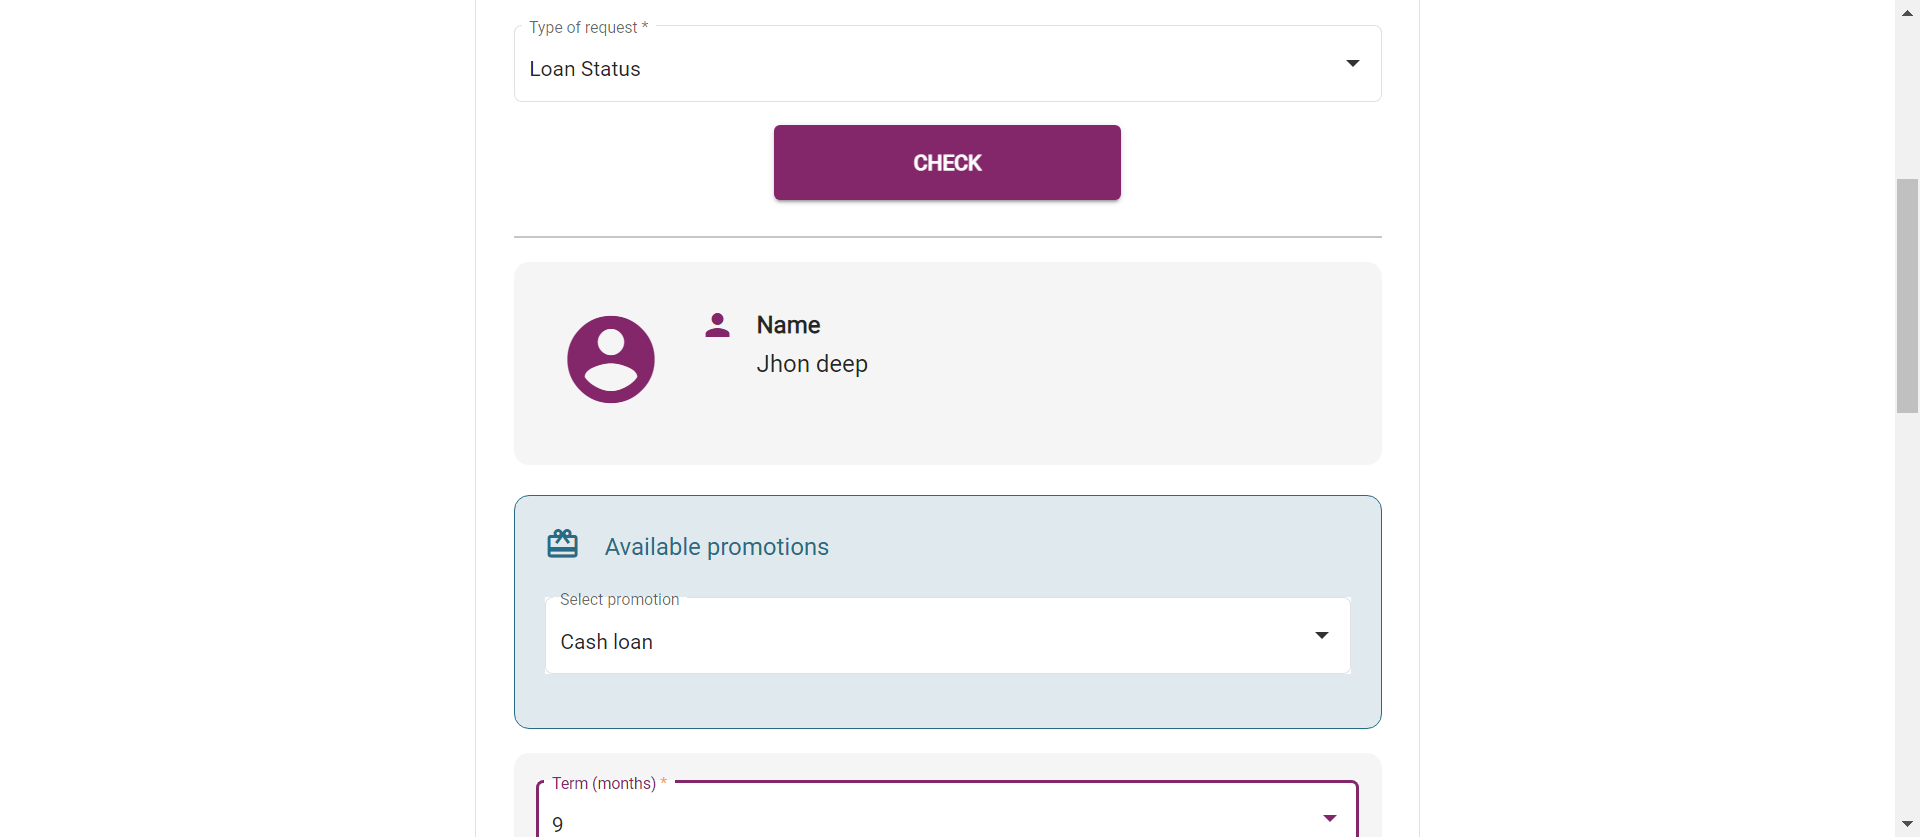 Type of request *
Loan Status
CHECK
Name
Jhon deep
Available promotions
Select promotion
Cash loan
Term (months) *
9